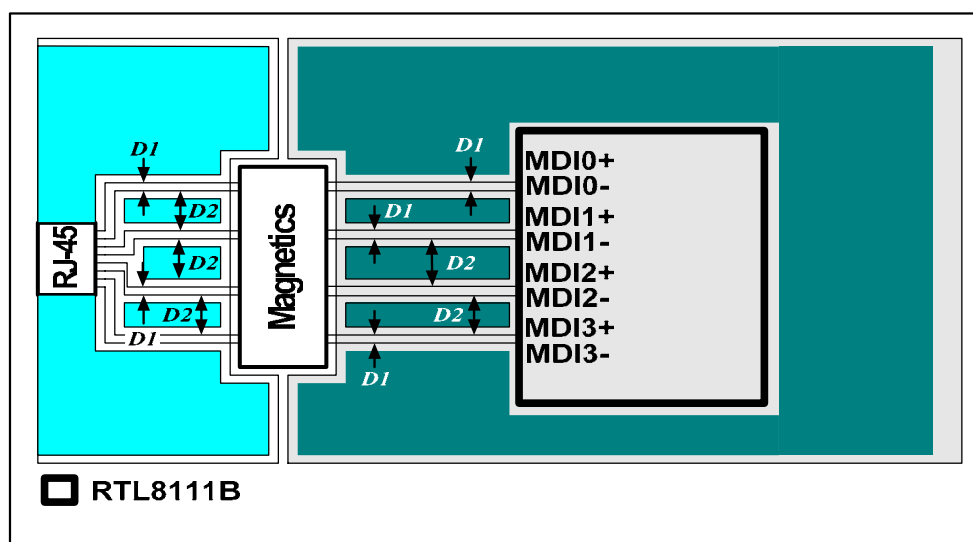 D1
D2
D2
D2
D1
RJ-45
Magnetics
D1
D1
D2
D2
D1
MDI0+
MDI0-
MDI1+
MDI1-
MDI2+
MDI2-
MDI3+
MDI3-
RTL8111B